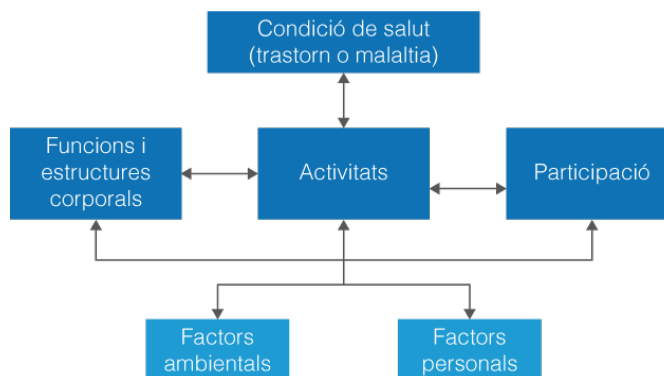 Condició de salut
(trastorn o malaltia)
Funcions i
estructures
corporals
Activitats
Participació
Factors
ambientals
Factors
personals